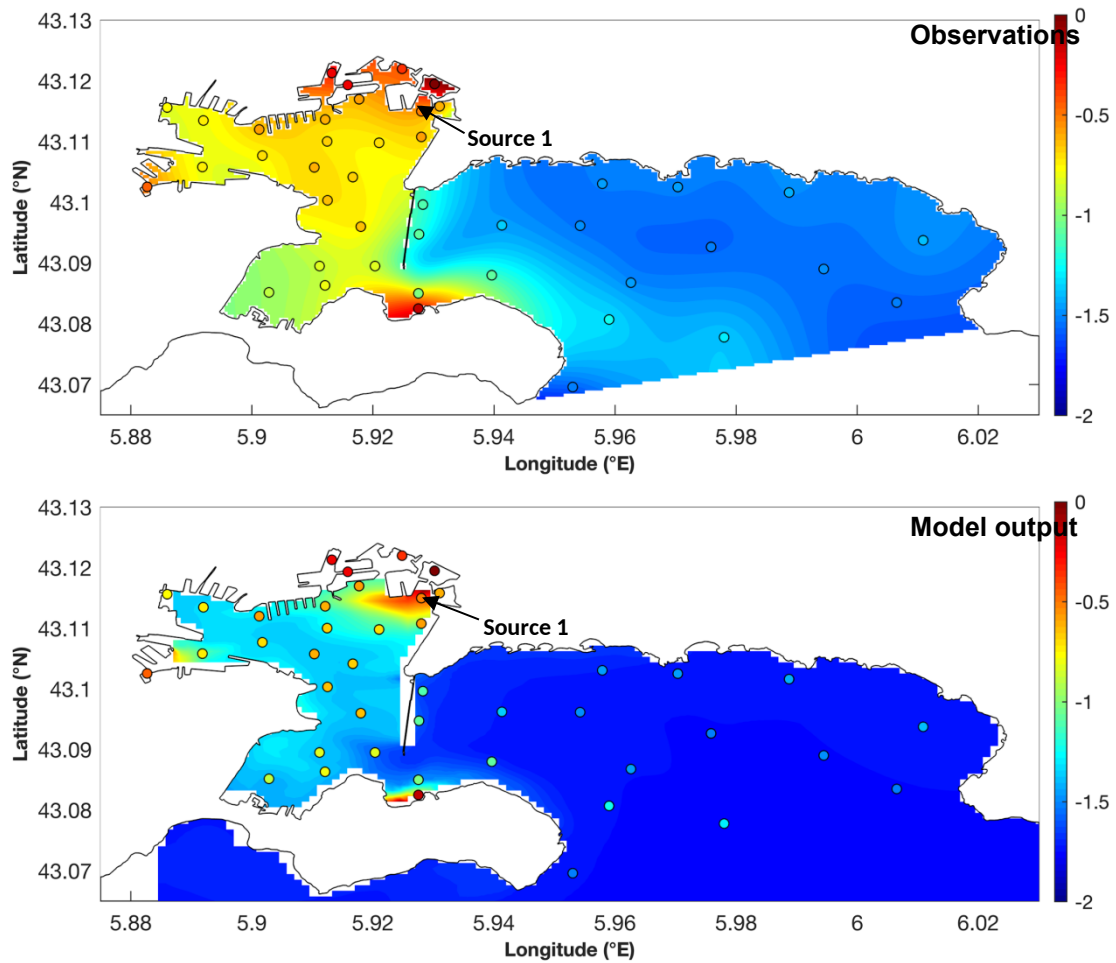 43.13
43.12
43.11
43.1
43.09
43.08
43.07
Latitude (°N)
Observations
Source 1
0
-0.5
-1
-1.5
-2
5.88 5.9 5.92 5.94 5.96 5.98 6 6.02
Longitude (°E)
43.13
43.12
43.11
43.1
43.09
43.08
43.07
Latitude (°N)
Model output
Source 1
0
-0.5
-1
-1.5
-2
5.88 5.9 5.92 5.94 5.96 5.98 6 6.02
Longitude (°E)